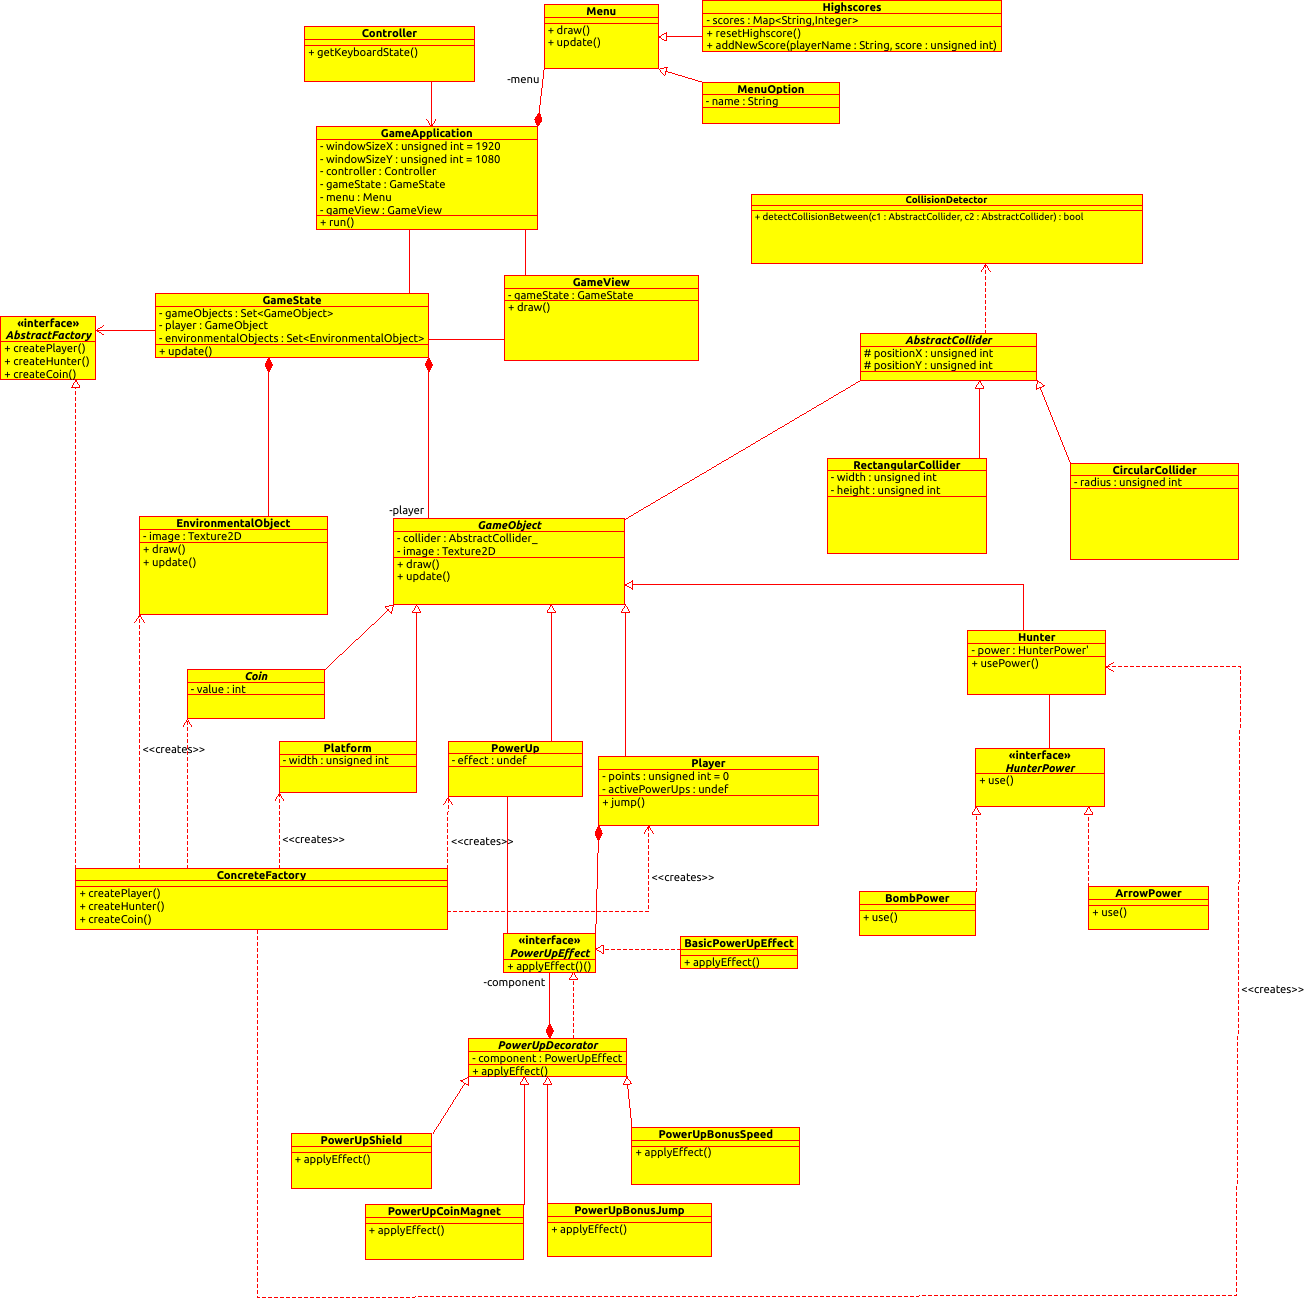 Menu
+ draw()
+ update()
Highscores
- scores : Map<String,Integer>
+ resetHighscore()
+ addNewScore(playerName : String, score : unsigned int)
Controller
+ getKeyboardState()
-menu
MenuOption
- name : String
GameApplication
- windowSizeX : unsigned int = 1920
- windowSizeY : unsigned int = 1080
- controller : Controller
- gameState : GameState
- menu : Menu
- gameView : GameView
+ run()
CollisionDetector
+ detectCollisionBetween(c1 : AbstractCollider, c2 : AbstractCollider) : bool
GameView
- gameState : GameState
+ draw()
GameState
- gameObjects : Set<GameObject>
- player : GameObject
- environmentalObjects : Set<EnvironmentalObject>
+ update()
«interface»
AbstractFactory
+ createPlayer()
+ createHunter()
+ createCoin()
AbstractCollider
# positionX : unsigned int
# positionY : unsigned int
RectangularCollider
- width : unsigned int
- height : unsigned int
CircularCollider
- radius : unsigned int
-player
EnvironmentalObject
- image : Texture2D
+ draw()
+ update()
GameObject
- collider : AbstractCollider_
- image : Texture2D
+ draw()
+ update()
Hunter
- power : HunterPower'
+ usePower()
Coin
- value : int
<<creates>>
Platform
- width : unsigned int
PowerUp
- effect : undef
Player
- points : unsigned int = 0
- activePowerUps : undef
+ jump()
«interface»
HunterPower
+ use()
<<creates>>
<<creates>>
<<creates>>
ConcreteFactory
+ createPlayer()
+ createHunter()
+ createCoin()
BombPower
+ use()
ArrowPower
+ use()
«interface»
PowerUpEffect
+ applyEffect()()
BasicPowerUpEffect
+ applyEffect()
-component
<<creates>>
PowerUpDecorator
- component : PowerUpEffect
+ applyEffect()
PowerUpShield
+ applyEffect()
PowerUpBonusSpeed
+ applyEffect()
PowerUpCoinMagnet
+ applyEffect()
PowerUpBonusJump
+ applyEffect()